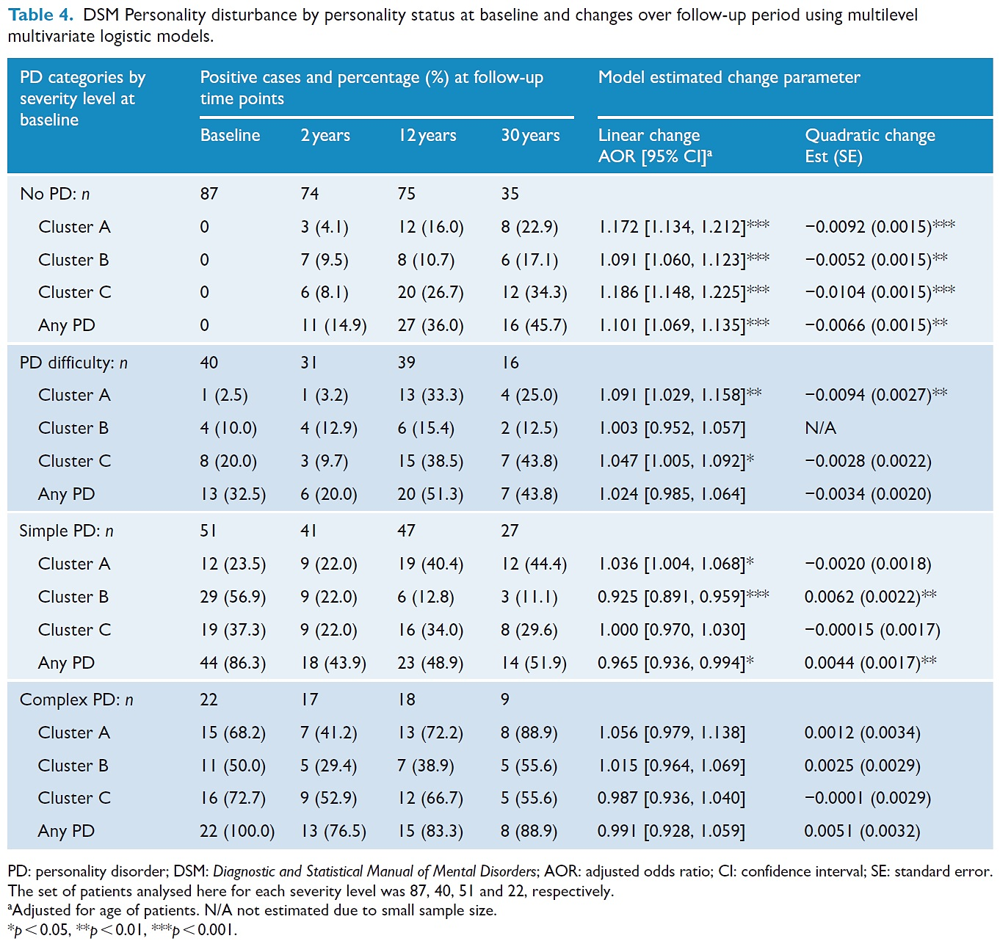 Table 4. DSM Personality disturbance by personality status at baseline and changes over follow-up period using multilevel
multivariate logistic models.
PD categories by severity level at baseline
Positive cases and percentage (%) at follow-up time points
Model estimated change parameter
Baseline 2 years 12 years 30 years Linear change AOR [95% CI]ᵃ Quadratic change Est (SE)
No PD: n 87 74 75 35
Cluster A 0 3 (4.1) 12 (16.0) 8 (22.9) 1.172 [1.134, 1.212]*** −0.0092 (0.0015)***
Cluster B 0 7 (9.5) 8 (10.7) 6 (17.1) 1.091 [1.060, 1.123]*** −0.0052 (0.0015)**
Cluster C 0 6 (8.1) 20 (26.7) 12 (34.3) 1.186 [1.148, 1.225]*** −0.0104 (0.0015)***
Any PD 0 11 (14.9) 27 (36.0) 16 (45.7) 1.101 [1.069, 1.135]*** −0.0066 (0.0015)**
PD difficulty: n 40 31 39 16
Cluster A 1 (2.5) 1 (3.2) 13 (33.3) 4 (25.0) 1.091 [1.029, 1.158]** −0.0094 (0.0027)**
Cluster B 4 (10.0) 4 (12.9) 6 (15.4) 2 (12.5) 1.003 [0.952, 1.057] N/A
Cluster C 8 (20.0) 3 (9.7) 15 (38.5) 7 (43.8) 1.047 [1.005, 1.092]* −0.0028 (0.0022)
Any PD 13 (32.5) 6 (20.0) 20 (51.3) 7 (43.8) 1.024 [0.985, 1.064] −0.0034 (0.0020)
Simple PD: n 51 41 47 27
Cluster A 12 (23.5) 9 (22.0) 19 (40.4) 12 (44.4) 1.036 [1.004, 1.068]* −0.0020 (0.0018)
Cluster B 29 (56.9) 9 (22.0) 6 (12.8) 3 (11.1) 0.925 [0.891, 0.959]*** 0.0062 (0.0022)**
Cluster C 19 (37.3) 9 (22.0) 16 (34.0) 8 (29.6) 1.000 [0.970, 1.030] −0.00015 (0.0017)
Any PD 44 (86.3) 18 (43.9) 23 (48.9) 14 (51.9) 0.965 [0.936, 0.994]* 0.0044 (0.0017)**
Complex PD: n 22 17 18 9
Cluster A 15 (68.2) 7 (41.2) 13 (72.2) 8 (88.9) 1.056 [0.979, 1.138] 0.0012 (0.0034)
Cluster B 11 (50.0) 5 (29.4) 7 (38.9) 5 (55.6) 1.015 [0.964, 1.069] 0.0025 (0.0029)
Cluster C 16 (72.7) 9 (52.9) 12 (66.7) 5 (55.6) 0.987 [0.936, 1.040] −0.0001 (0.0029)
Any PD 22 (100.0) 13 (76.5) 15 (83.3) 8 (88.9) 0.991 [0.928, 1.059] 0.0051 (0.0032)
PD: personality disorder; DSM: Diagnostic and Statistical Manual of Mental Disorders; AOR: adjusted odds ratio; CI: confidence interval; SE: standard error.
The set of patients analysed here for each severity level was 87, 40, 51 and 22, respectively.
ᵃAdjusted for age of patients. N/A not estimated due to small sample size.
*p < 0.05, **p < 0.01, ***p < 0.001.